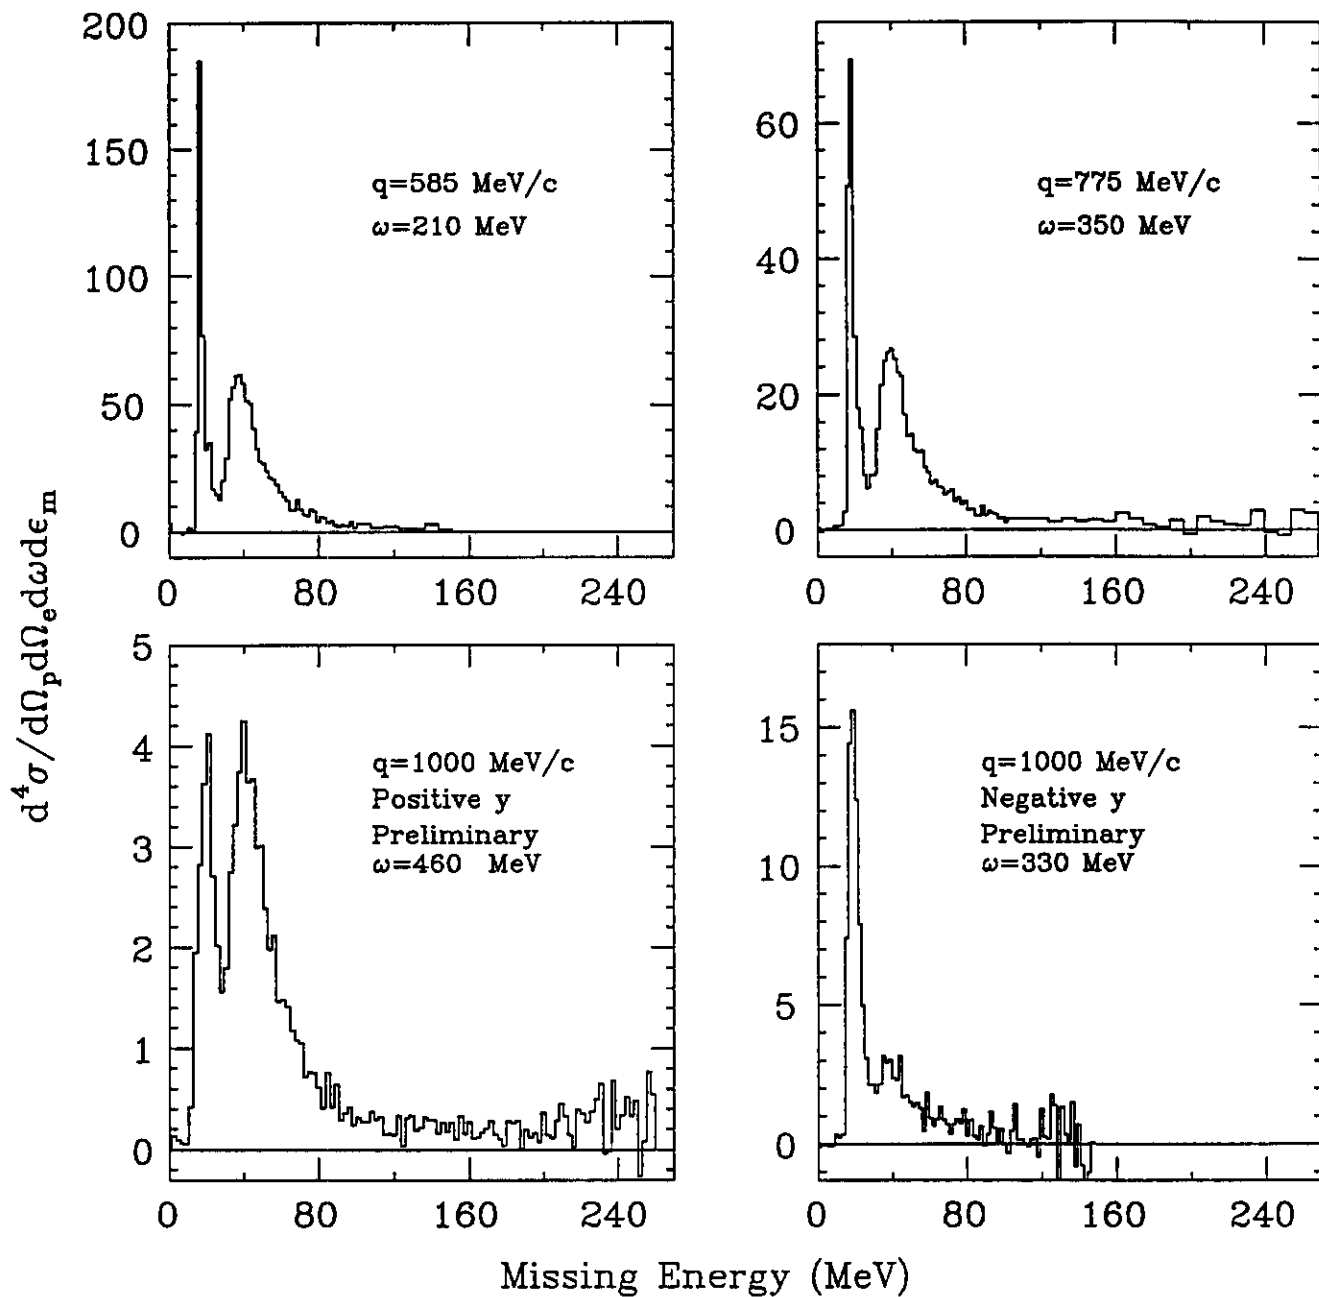 200
150
100
50
0
0 80 160 240
q=585 MeV/c
ω=210 MeV
60
40
20
0
0 80 160 240
q=775 MeV/c
ω=350 MeV
d⁴σ/dΩₚdΩₑdωdεₘ
5
4
3
2
1
0
0 80 160 240
q=1000 MeV/c
Positive y
Preliminary
ω=460 MeV
15
10
5
0
0 80 160 240
q=1000 MeV/c
Negative y
Preliminary
ω=330 MeV
Missing Energy (MeV)